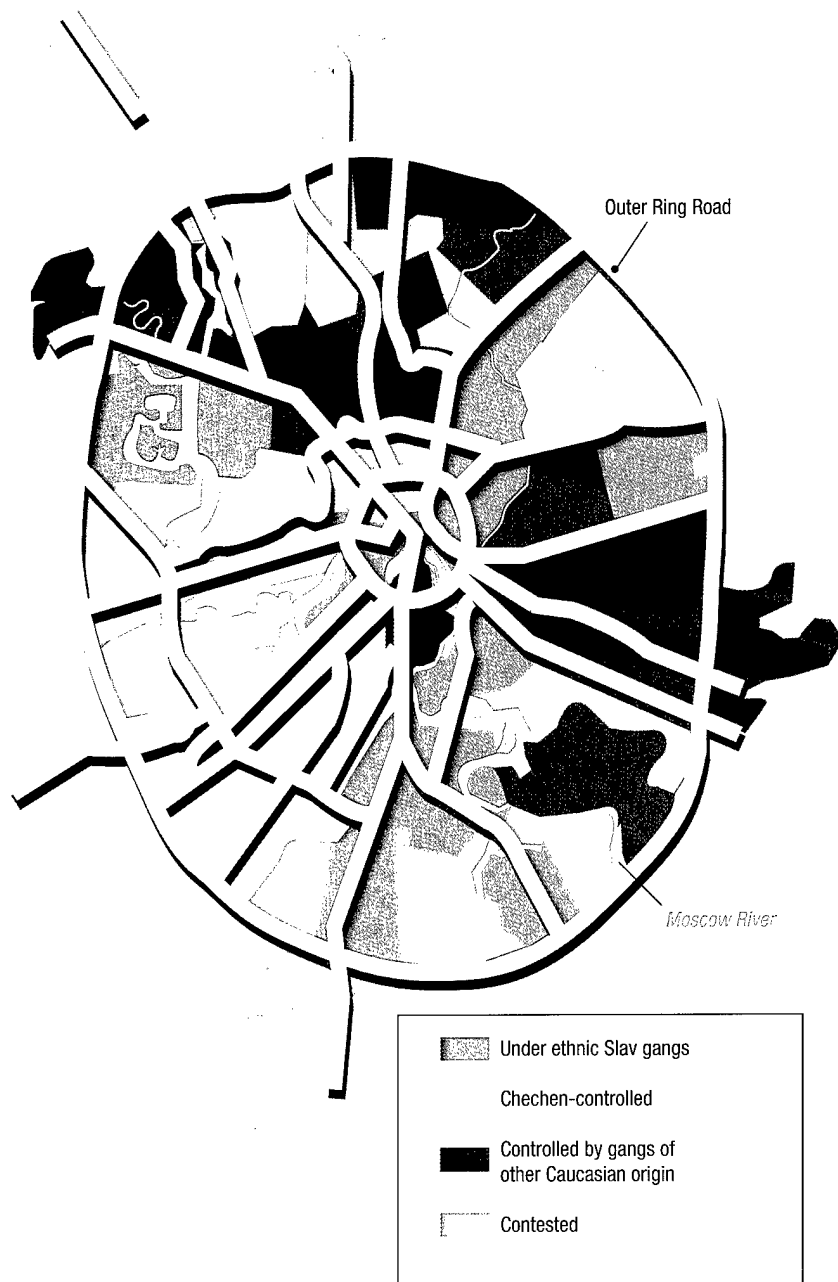 Outer Ring Road
Moscow River
Under ethnic Slav gangs
Chechen-controlled
Controlled by gangs of
other Caucasian origin
Contested